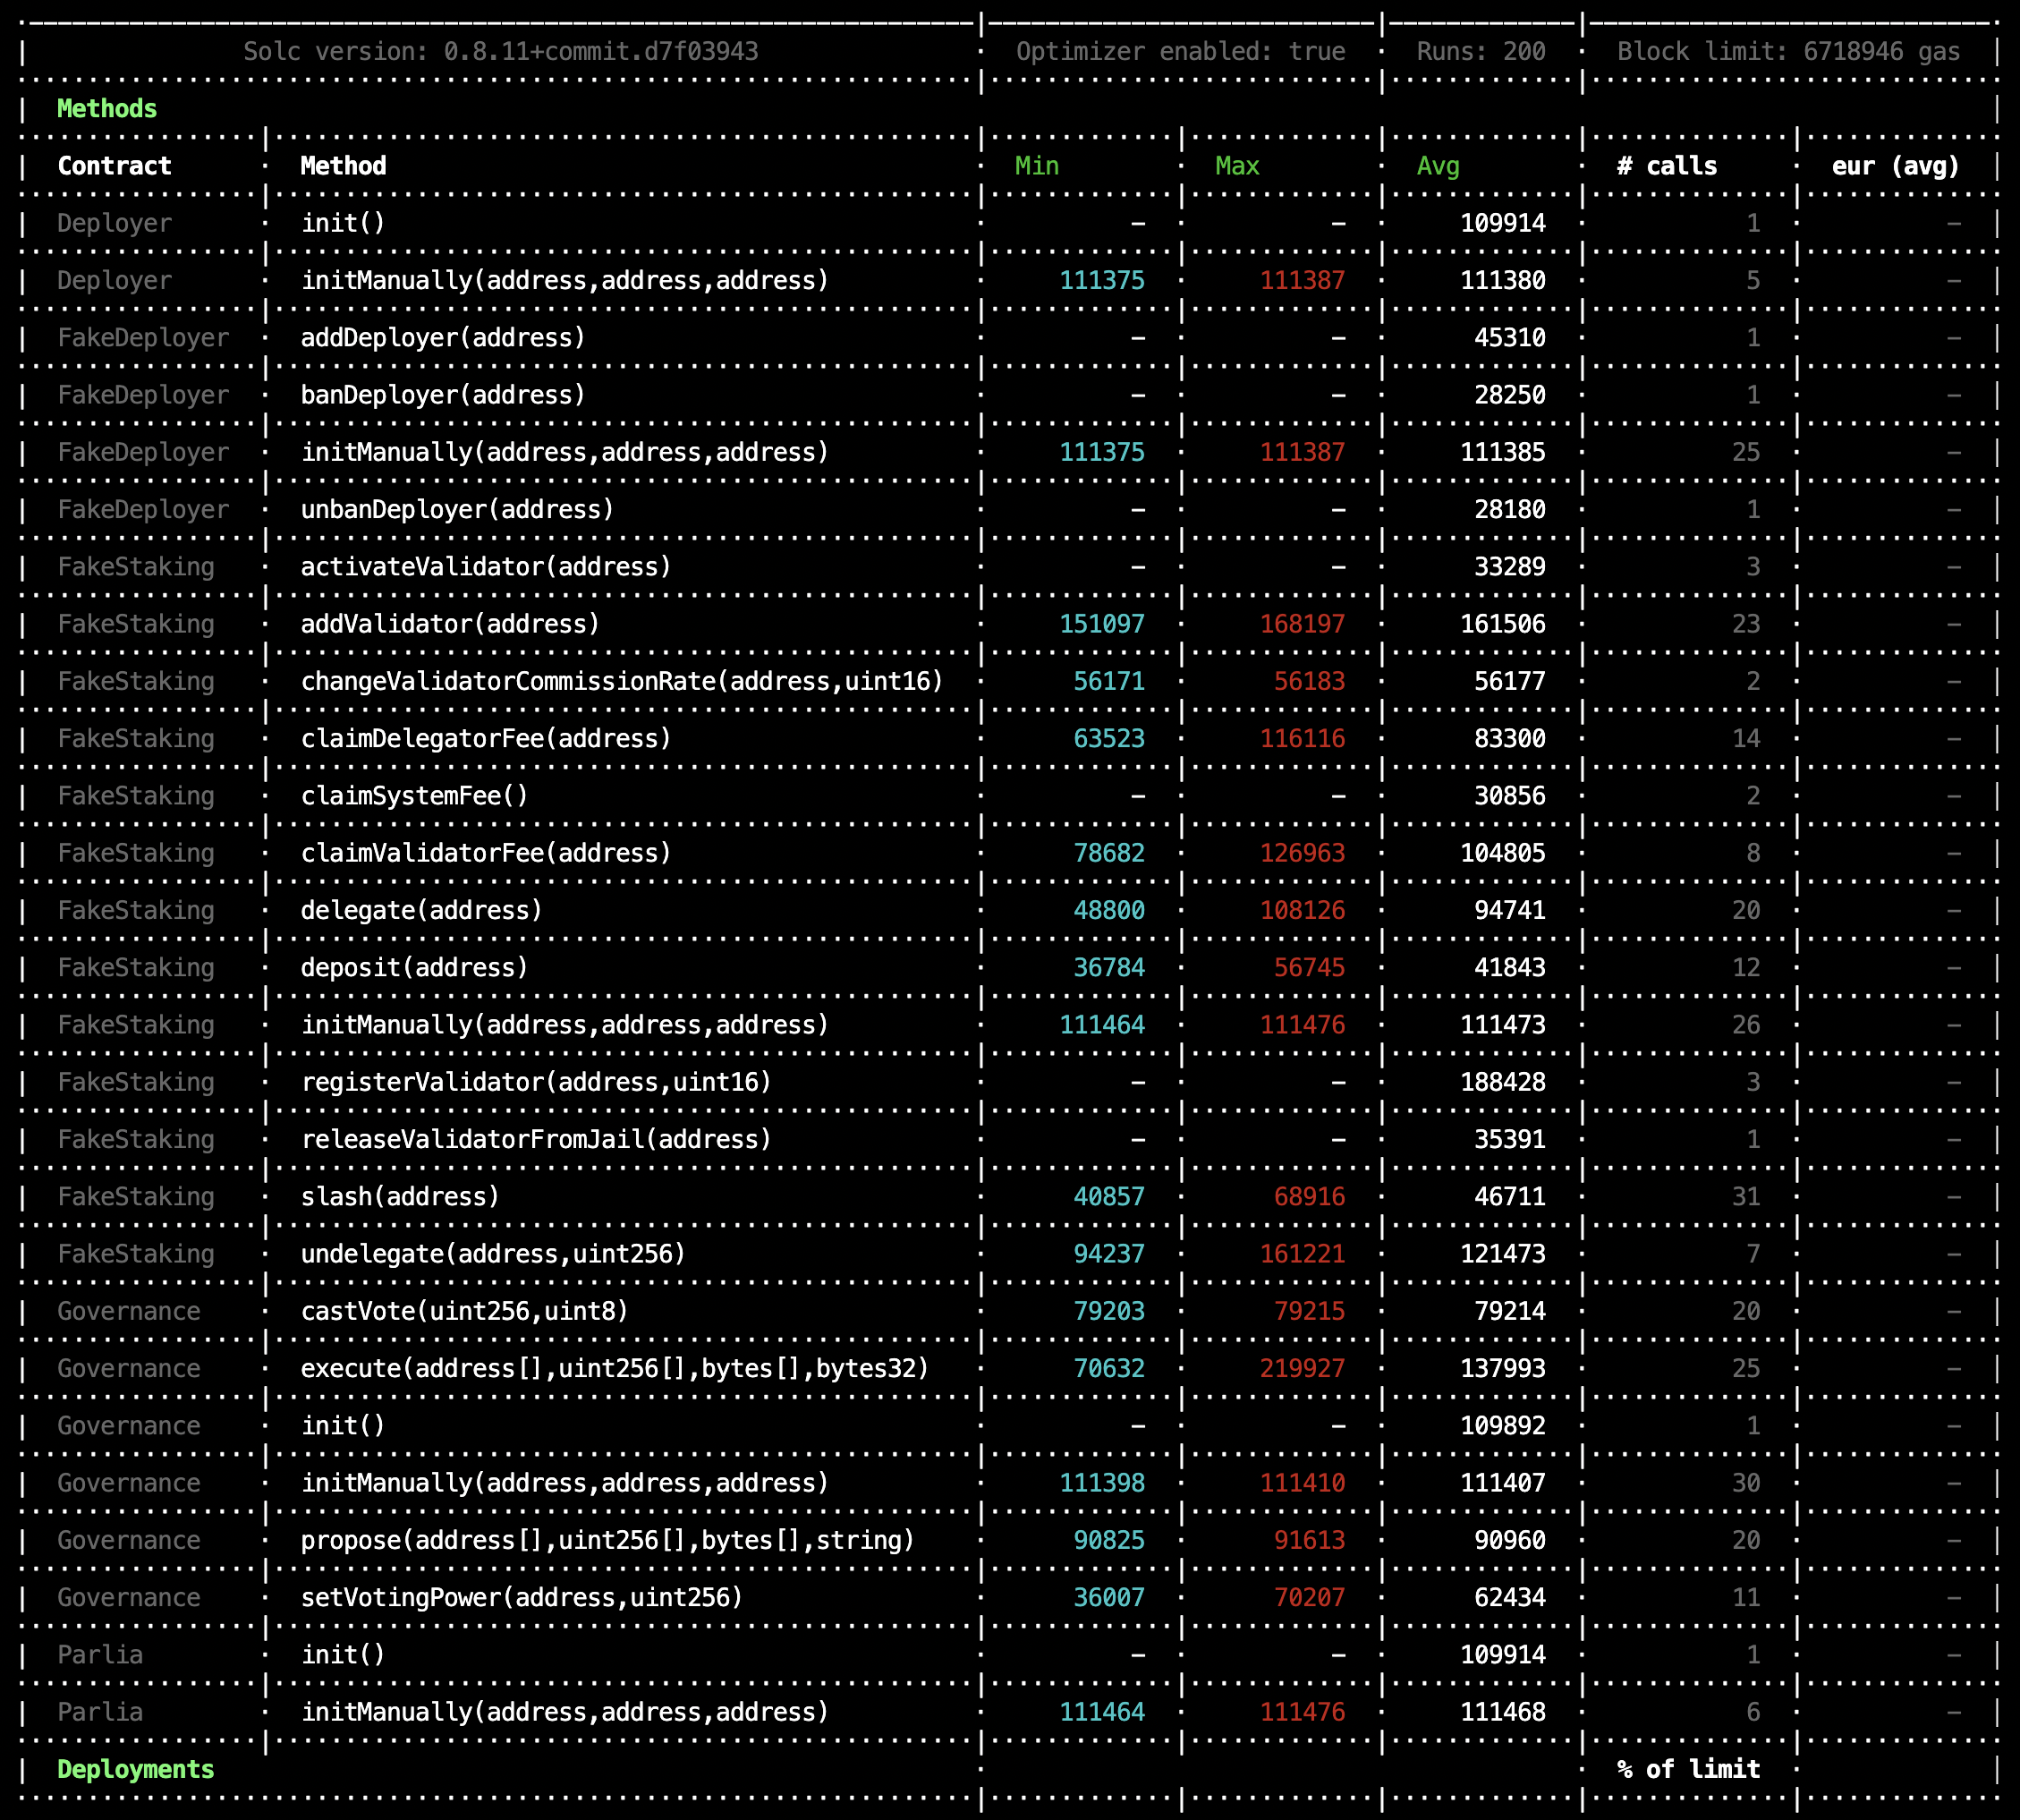 Solc version: 0.8.11+commit.d7f03943 · Optimizer enabled: true · Runs: 200 · Block limit: 6718946 gas
Methods
Contract · Method · Min · Max · Avg · # calls · eur (avg)
Deployer · init() · – · – · 109914 · 1 · –
Deployer · initManually(address,address,address) · 111375 · 111387 · 111380 · 5 · –
FakeDeployer · addDeployer(address) · – · – · 45310 · 1 · –
FakeDeployer · banDeployer(address) · – · – · 28250 · 1 · –
FakeDeployer · initManually(address,address,address) · 111375 · 111387 · 111385 · 25 · –
FakeDeployer · unbanDeployer(address) · – · – · 28180 · 1 · –
FakeStaking · activateValidator(address) · – · – · 33289 · 3 · –
FakeStaking · addValidator(address) · 151097 · 168197 · 161506 · 23 · –
FakeStaking · changeValidatorCommissionRate(address,uint16) · 56171 · 56183 · 56177 · 2 · –
FakeStaking · claimDelegatorFee(address) · 63523 · 116116 · 83300 · 14 · –
FakeStaking · claimSystemFee() · – · – · 30856 · 2 · –
FakeStaking · claimValidatorFee(address) · 78682 · 126963 · 104805 · 8 · –
FakeStaking · delegate(address) · 48800 · 108126 · 94741 · 20 · –
FakeStaking · deposit(address) · 36784 · 56745 · 41843 · 12 · –
FakeStaking · initManually(address,address,address) · 111464 · 111476 · 111473 · 26 · –
FakeStaking · registerValidator(address,uint16) · – · – · 188428 · 3 · –
FakeStaking · releaseValidatorFromJail(address) · – · – · 35391 · 1 · –
FakeStaking · slash(address) · 40857 · 68916 · 46711 · 31 · –
FakeStaking · undelegate(address,uint256) · 94237 · 161221 · 121473 · 7 · –
Governance · castVote(uint256,uint8) · 79203 · 79215 · 79214 · 20 · –
Governance · execute(address[],uint256[],bytes[],bytes32) · 70632 · 219927 · 137993 · 25 · –
Governance · init() · – · – · 109892 · 1 · –
Governance · initManually(address,address,address) · 111398 · 111410 · 111407 · 30 · –
Governance · propose(address[],uint256[],bytes[],string) · 90825 · 91613 · 90960 · 20 · –
Governance · setVotingPower(address,uint256) · 36007 · 70207 · 62434 · 11 · –
Parlia · init() · – · – · 109914 · 1 · –
Parlia · initManually(address,address,address) · 111464 · 111476 · 111468 · 6 · –
Deployments · % of limit ·